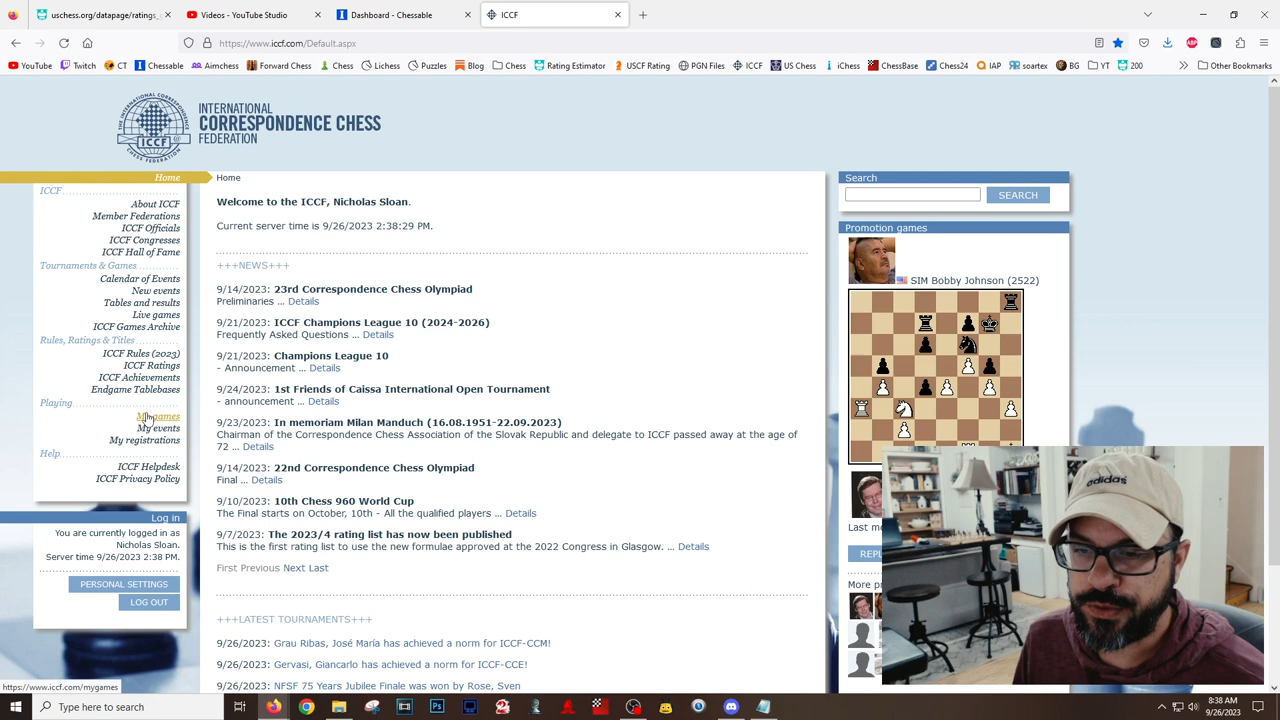 uschess.org/datapage/ratings_
Videos - YouTube Studio
Dashboard - Chessable
ICCF
https://www.iccf.com/Default.aspx
YouTube
Twitch
CT
Chessable
Aimchess
Forward Chess
Chess
Lichess
Puzzles
Blog
Chess
Rating Estimator
USCF Rating
PGN Files
ICCF
US Chess
iChess
ChessBase
Chess24
IAP
soartex
BG
YT
200
Other Bookmarks
INTERNATIONAL
CORRESPONDENCE CHESS
FEDERATION
ICCF
Home
ICCF
About ICCF
Member Federations
ICCF Officials
ICCF Congresses
ICCF Hall of Fame
Tournaments & Games
Calendar of Events
New events
Tables and results
Live games
ICCF Games Archive
Rules, Ratings & Titles
ICCF Rules (2023)
ICCF Ratings
ICCF Achievements
Endgame Tablebases
Playing
My games
My events
My registrations
Help
ICCF Helpdesk
ICCF Privacy Policy
Log in
You are currently logged in as
Nicholas Sloan.
Server time 9/26/2023 2:38 PM.
PERSONAL SETTINGS
LOG OUT
https://www.iccf.com/mygames
Home
Welcome to the ICCF, Nicholas Sloan.
Current server time is 9/26/2023 2:38:29 PM.
+++NEWS+++
9/14/2023: 23rd Correspondence Chess Olympiad
Preliminaries ... Details
9/21/2023: ICCF Champions League 10 (2024-2026)
Frequently Asked Questions ... Details
9/21/2023: Champions League 10
- Announcement ... Details
9/24/2023: 1st Friends of Caissa International Open Tournament
- announcement ... Details
9/23/2023: In memoriam Milan Manduch (16.08.1951-22.09.2023)
Chairman of the Correspondence Chess Association of the Slovak Republic and delegate to ICCF passed away at the age of
72 ... Details
9/14/2023: 22nd Correspondence Chess Olympiad
Final ... Details
9/10/2023: 10th Chess 960 World Cup
The Final starts on October, 10th - All the qualified players ... Details
9/7/2023: The 2023/4 rating list has now been published
This is the first rating list to use the new formulae approved at the 2022 Congress in Glasgow. ... Details
First Previous Next Last
+++LATEST TOURNAMENTS+++
9/26/2023: Grau Ribas, José María has achieved a norm for ICCF-CCM!
9/26/2023: Gervasi, Giancarlo has achieved a norm for ICCF-CCE!
9/26/2023: NFSF 75 Years Jubilee Finale was won by Rose, Sven
Search
SEARCH
Promotion games
SIM Bobby Johnson (2522)
Last m
REPL
More p
adidas
Type here to search
8:38 AM
9/26/2023